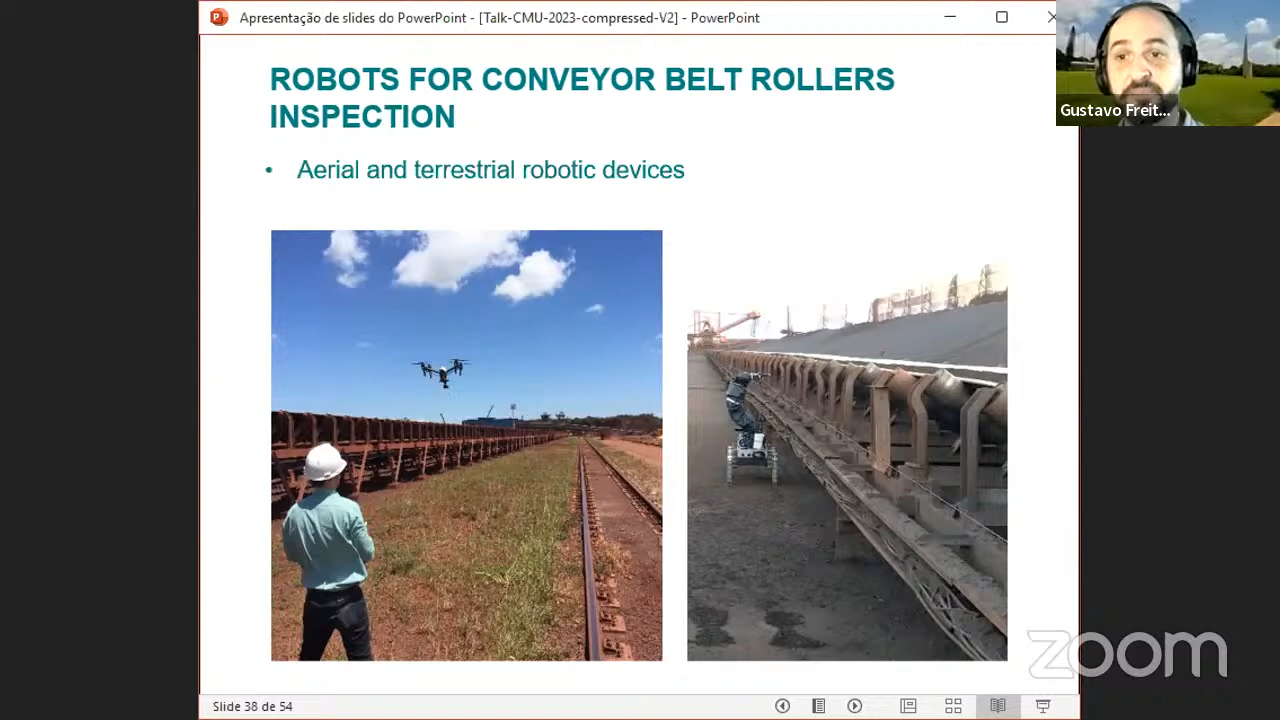 Apresentação de slides do PowerPoint - [Talk-CMU-2023-compressed-V2] - PowerPoint
ROBOTS FOR CONVEYOR BELT ROLLERS
INSPECTION
• Aerial and terrestrial robotic devices
Gustavo Freit...
zoom
Slide 38 de 54